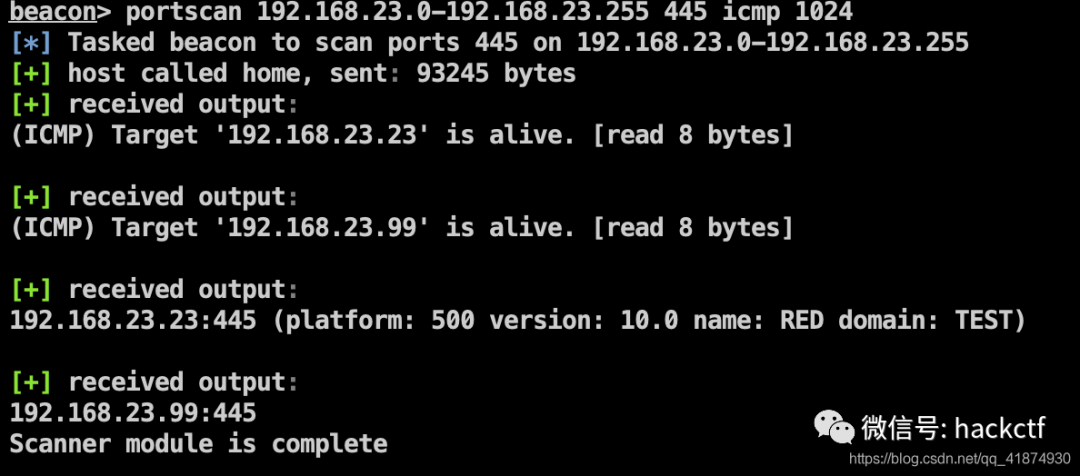 beacon> portscan 192.168.23.0-192.168.23.255 445 icmp 1024
[*] Tasked beacon to scan ports 445 on 192.168.23.0-192.168.23.255
[+] host called home, sent: 93245 bytes
[+] received output:
(ICMP) Target '192.168.23.23' is alive. [read 8 bytes]
[+] received output:
(ICMP) Target '192.168.23.99' is alive. [read 8 bytes]
[+] received output:
192.168.23.23:445 (platform: 500 version: 10.0 name: RED domain: TEST)
[+] received output:
192.168.23.99:445
Scanner module is complete
微信号: hackctf
https://blog.csdn.net/qq_41874930